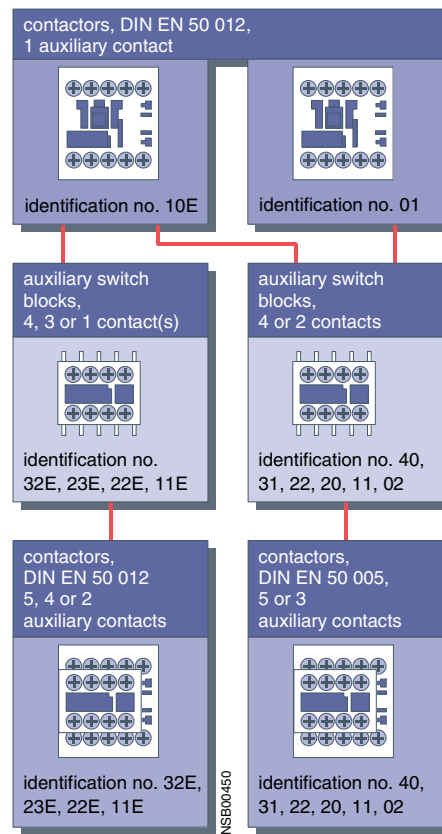 contactors, DIN EN 50 012,
1 auxiliary contact
identification no. 10E
identification no. 01
auxiliary switch
blocks,
4, 3 or 1 contact(s)
identification no.
32E, 23E, 22E, 11E
auxiliary switch
blocks,
4 or 2 contacts
identification no. 40,
31, 22, 20, 11, 02
contactors,
DIN EN 50 012
5, 4 or 2
auxiliary contacts
identification no. 32E,
23E, 22E, 11E
contactors,
DIN EN 50 005,
5 or 3
auxiliary contacts
identification no. 40,
31, 22, 20, 11, 02
NSB00450